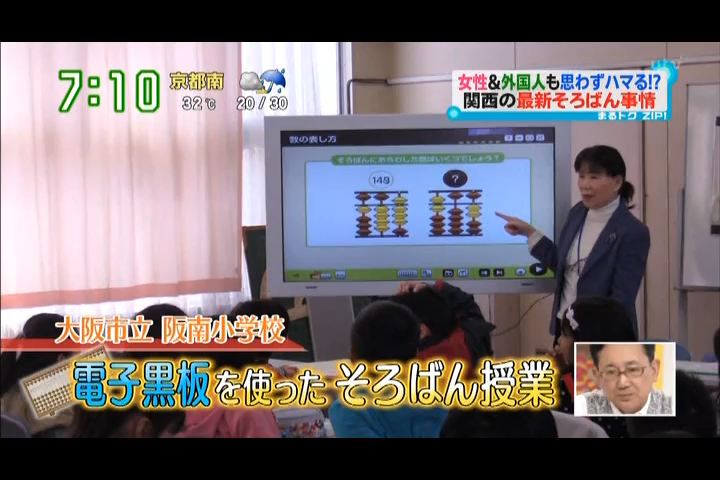 7:10
京都南
32℃
20/30
女性&外国人も思わずハマる!?
関西の最新そろばん事情
まるトク ZIP!
数の表し方
そろばんにあらわした数はいくつでしょう?
148
?
大阪市立 阪南小学校
電子黒板を使ったそろばん授業